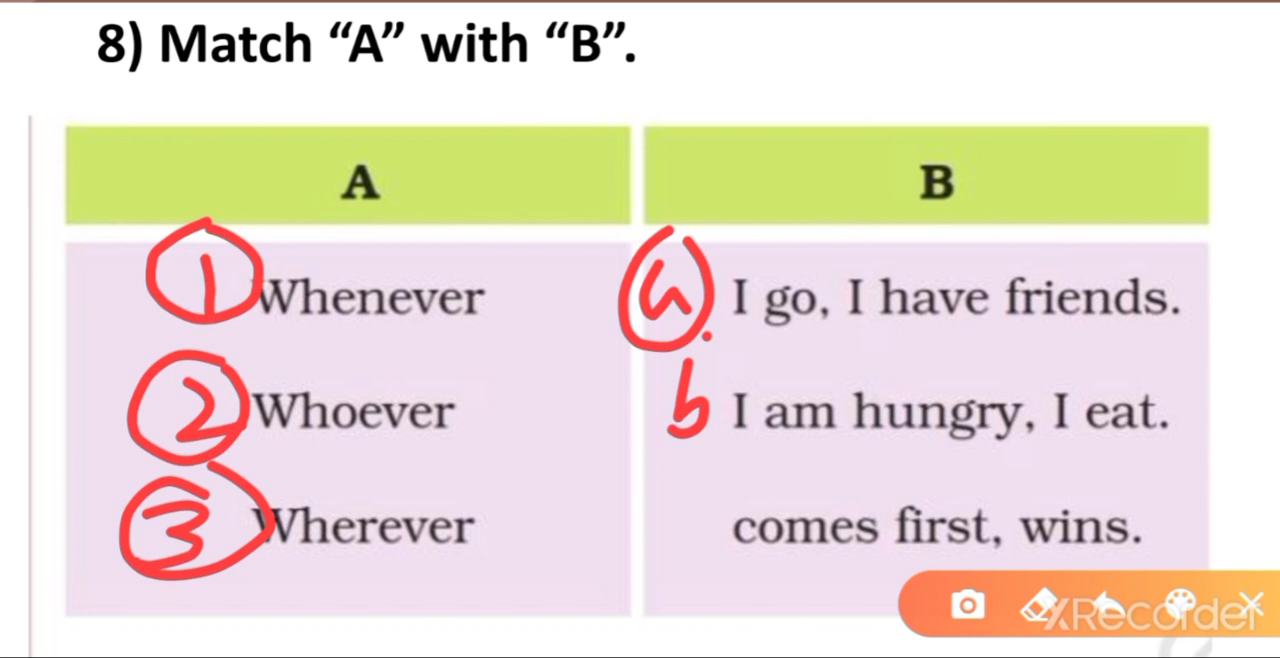 8) Match “A” with “B”.
A B
1 Whenever a. I go, I have friends.
2 Whoever b I am hungry, I eat.
3 Wherever comes first, wins.
XRecorder